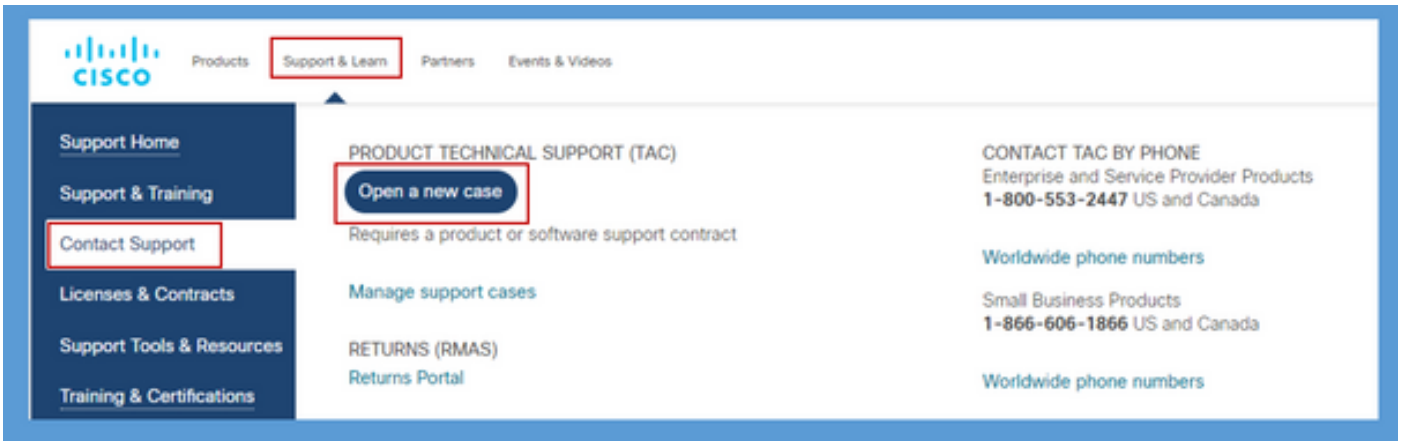 CISCO
Products
Support & Learn
Partners
Events & Videos
Support Home
Support & Training
Contact Support
Licenses & Contracts
Support Tools & Resources
Training & Certifications
PRODUCT TECHNICAL SUPPORT (TAC)
Open a new case
Requires a product or software support contract
Manage support cases
RETURNS (RMAS)
Returns Portal
CONTACT TAC BY PHONE
Enterprise and Service Provider Products
1-800-553-2447 US and Canada
Worldwide phone numbers
Small Business Products
1-866-606-1866 US and Canada
Worldwide phone numbers